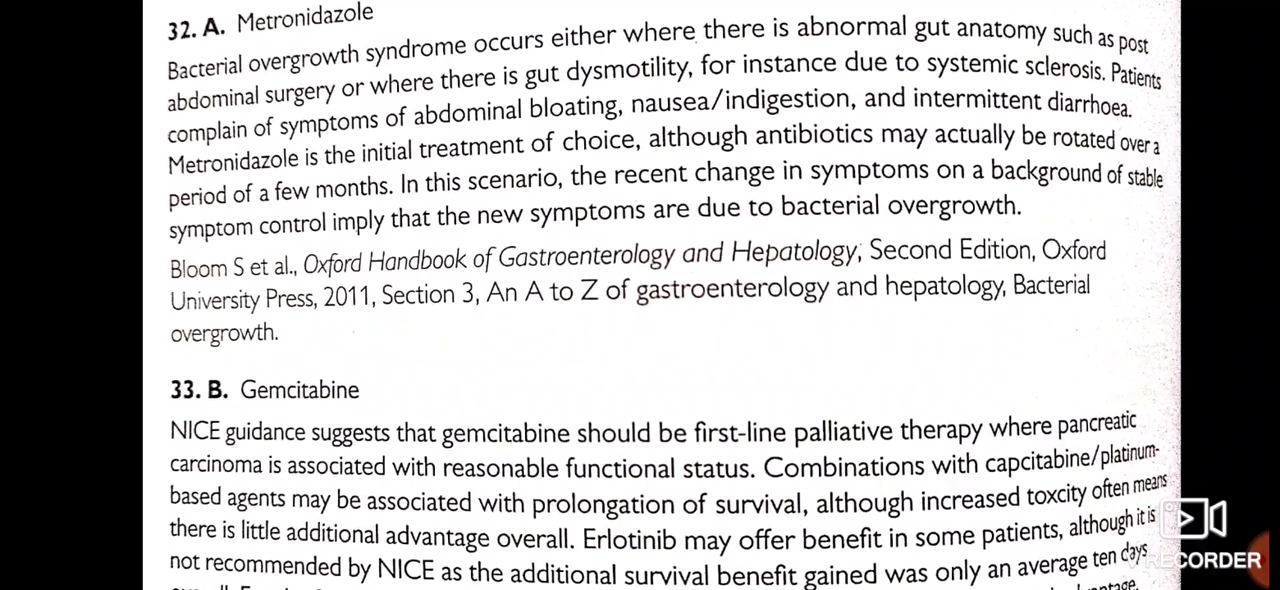 32. A. Metronidazole
Bacterial overgrowth syndrome occurs either where there is abnormal gut anatomy such as post
abdominal surgery or where there is gut dysmotility, for instance due to systemic sclerosis. Patients
complain of symptoms of abdominal bloating, nausea/indigestion, and intermittent diarrhoea.
Metronidazole is the initial treatment of choice, although antibiotics may actually be rotated over a
period of a few months. In this scenario, the recent change in symptoms on a background of stable
symptom control imply that the new symptoms are due to bacterial overgrowth.
Bloom S et al., Oxford Handbook of Gastroenterology and Hepatology, Second Edition, Oxford
University Press, 2011, Section 3, An A to Z of gastroenterology and hepatology, Bacterial
overgrowth.
33. B. Gemcitabine
NICE guidance suggests that gemcitabine should be first-line palliative therapy where pancreatic
carcinoma is associated with reasonable functional status. Combinations with capcitabine/platinum-
based agents may be associated with prolongation of survival, although increased toxcity often means
there is little additional advantage overall. Erlotinib may offer benefit in some patients, although it is
not recommended by NICE as the additional survival benefit gained was only an average ten days
RECORDER